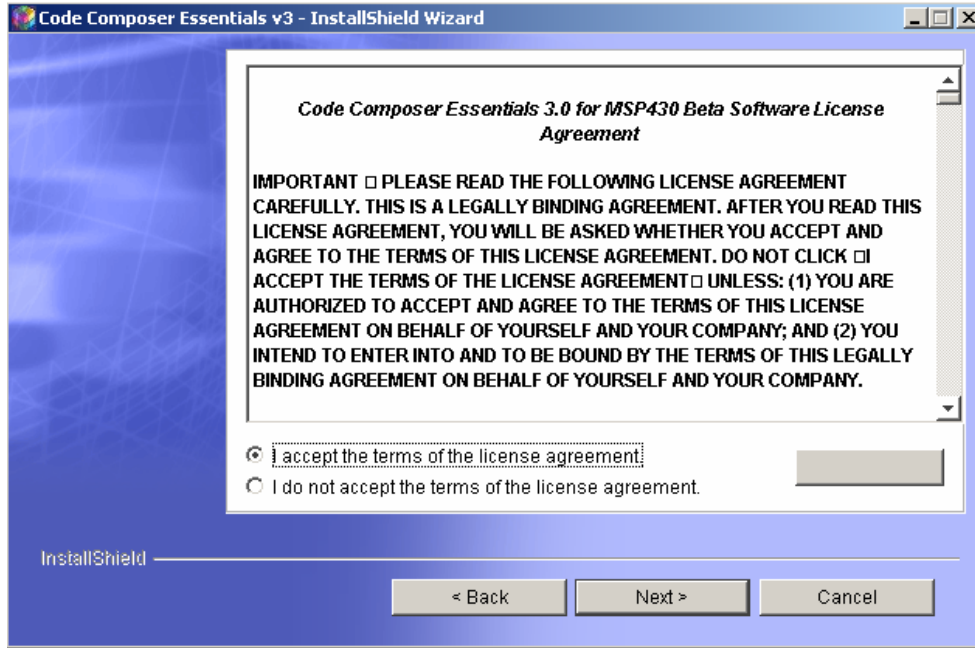 Code Composer Essentials v3 - InstallShield Wizard
Code Composer Essentials 3.0 for MSP430 Beta Software License
Agreement
IMPORTANT □ PLEASE READ THE FOLLOWING LICENSE AGREEMENT
CAREFULLY. THIS IS A LEGALLY BINDING AGREEMENT. AFTER YOU READ THIS
LICENSE AGREEMENT, YOU WILL BE ASKED WHETHER YOU ACCEPT AND
AGREE TO THE TERMS OF THIS LICENSE AGREEMENT. DO NOT CLICK □I
ACCEPT THE TERMS OF THE LICENSE AGREEMENT□ UNLESS: (1) YOU ARE
AUTHORIZED TO ACCEPT AND AGREE TO THE TERMS OF THIS LICENSE
AGREEMENT ON BEHALF OF YOURSELF AND YOUR COMPANY; AND (2) YOU
INTEND TO ENTER INTO AND TO BE BOUND BY THE TERMS OF THIS LEGALLY
BINDING AGREEMENT ON BEHALF OF YOURSELF AND YOUR COMPANY.
I accept the terms of the license agreement.
I do not accept the terms of the license agreement.
InstallShield
< Back
Next >
Cancel